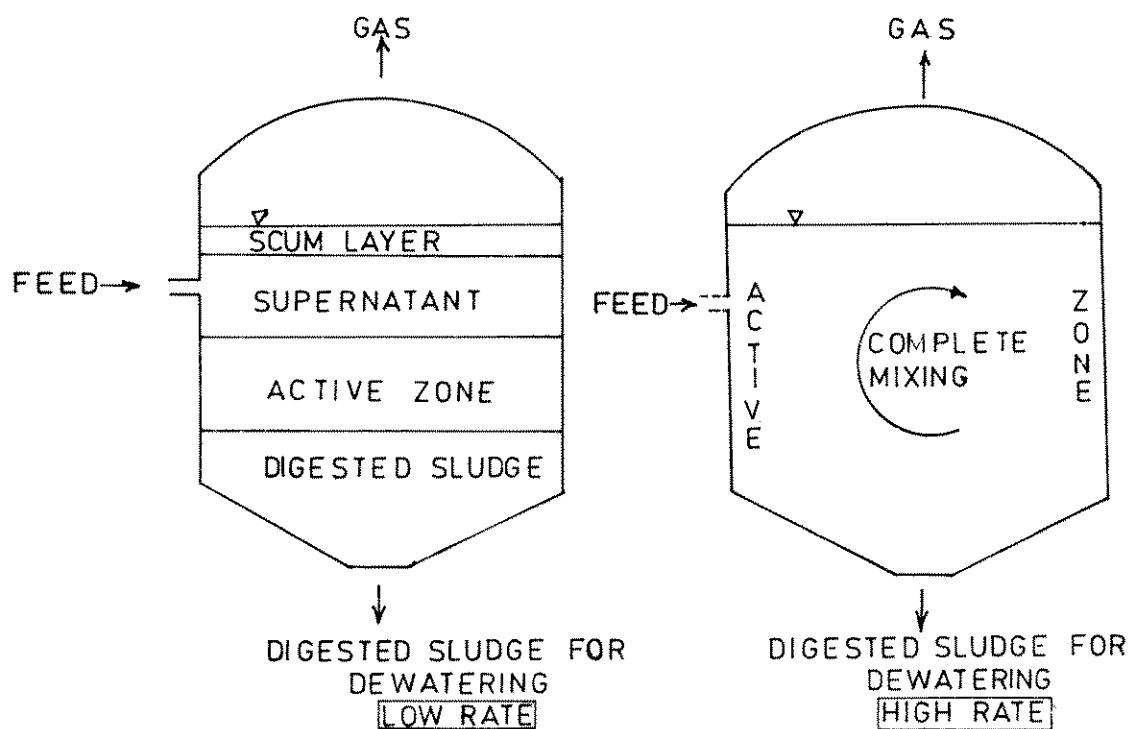 GAS
SCUM LAYER
FEED
SUPERNATANT
ACTIVE ZONE
DIGESTED SLUDGE
DIGESTED SLUDGE FOR
DEWATERING
LOW RATE
GAS
FEED
ACTIVE
COMPLETE
MIXING
ZONE
DIGESTED SLUDGE FOR
DEWATERING
HIGH RATE